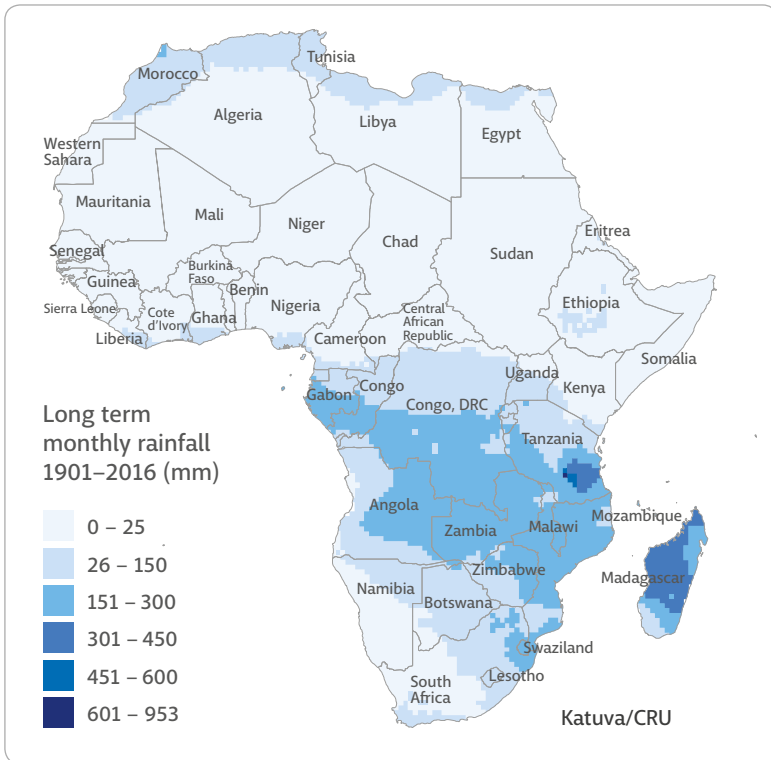 Tunisia
Morocco
Algeria
Libya
Egypt
Western
Sahara
Mauritania
Mali
Niger
Chad
Sudan
Eritrea
Senegal
Burkina
Faso
Guinea
Benin
Nigeria
Ethiopia
Sierra Leone
Cote
d'Ivory
Ghana
Central
African
Republic
Liberia
Cameroon
Somalia
Uganda
Kenya
Gabon
Congo
Congo, DRC
Tanzania
Long term
monthly rainfall
1901–2016 (mm)
Angola
Zambia
Malawi
Mozambique
0 – 25
26 – 150
151 – 300
301 – 450
451 – 600
601 – 953
Zimbabwe
Madagascar
Namibia
Botswana
Swaziland
Lesotho
South
Africa
Katuva/CRU